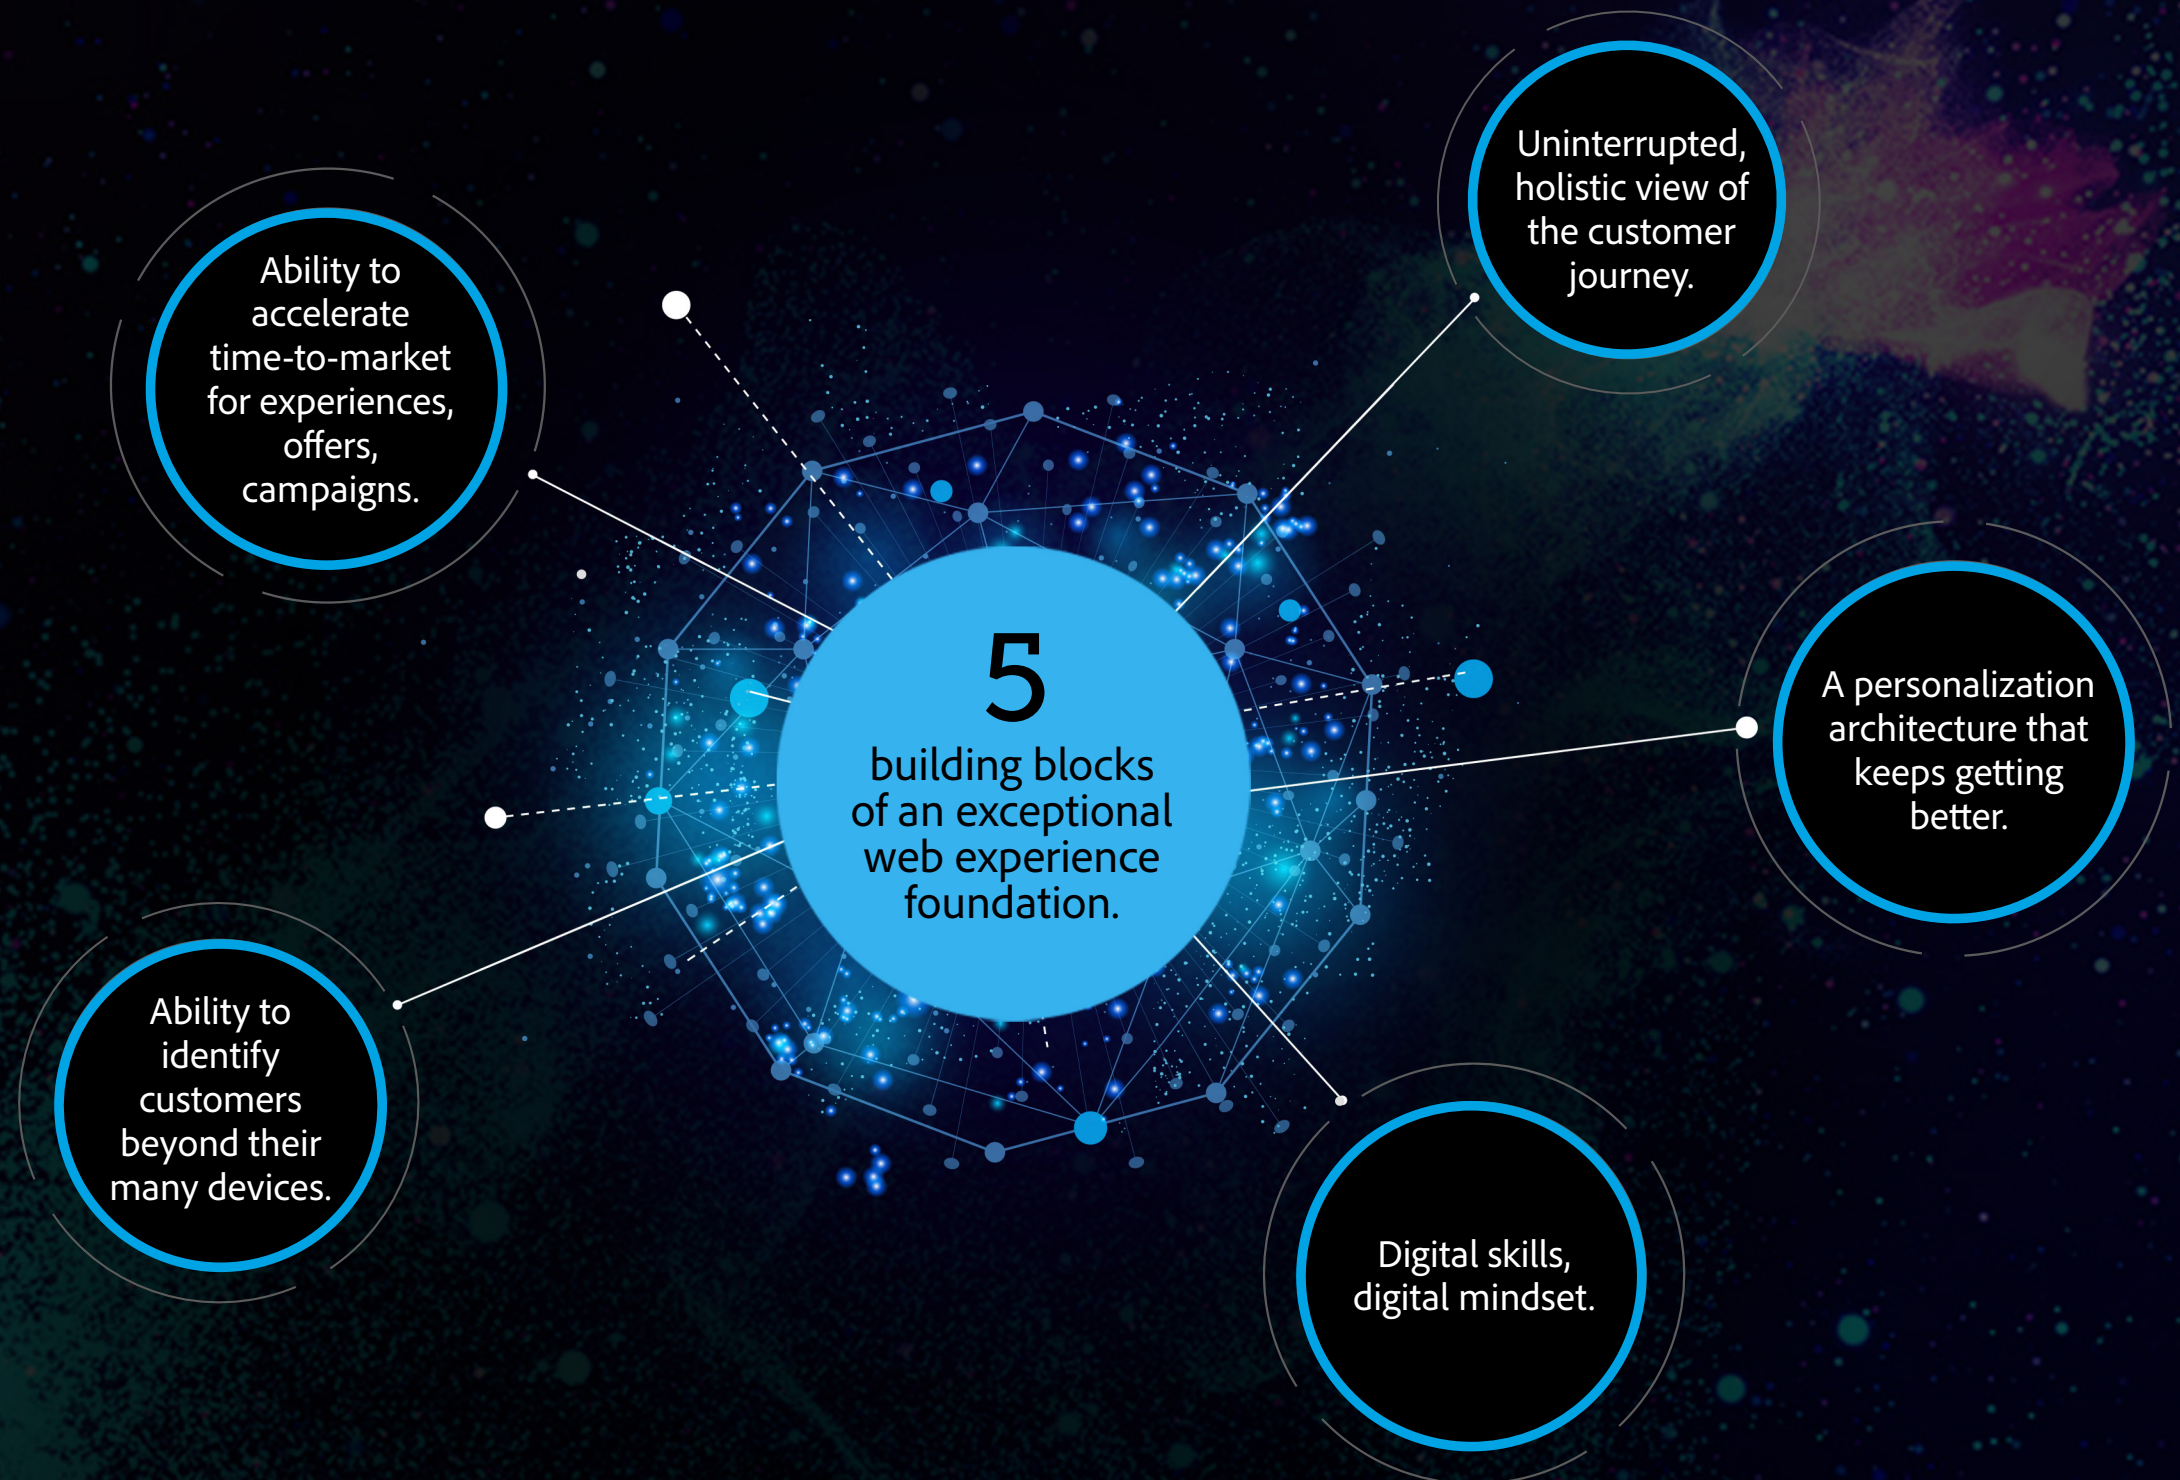 5
building blocks
of an exceptional
web experience
foundation.
Uninterrupted,
holistic view of
the customer
journey.
A personalization
architecture that
keeps getting
better.
Digital skills,
digital mindset.
Ability to
identify
customers
beyond their
many devices.
Ability to
accelerate
time-to-market
for experiences,
offers,
campaigns.